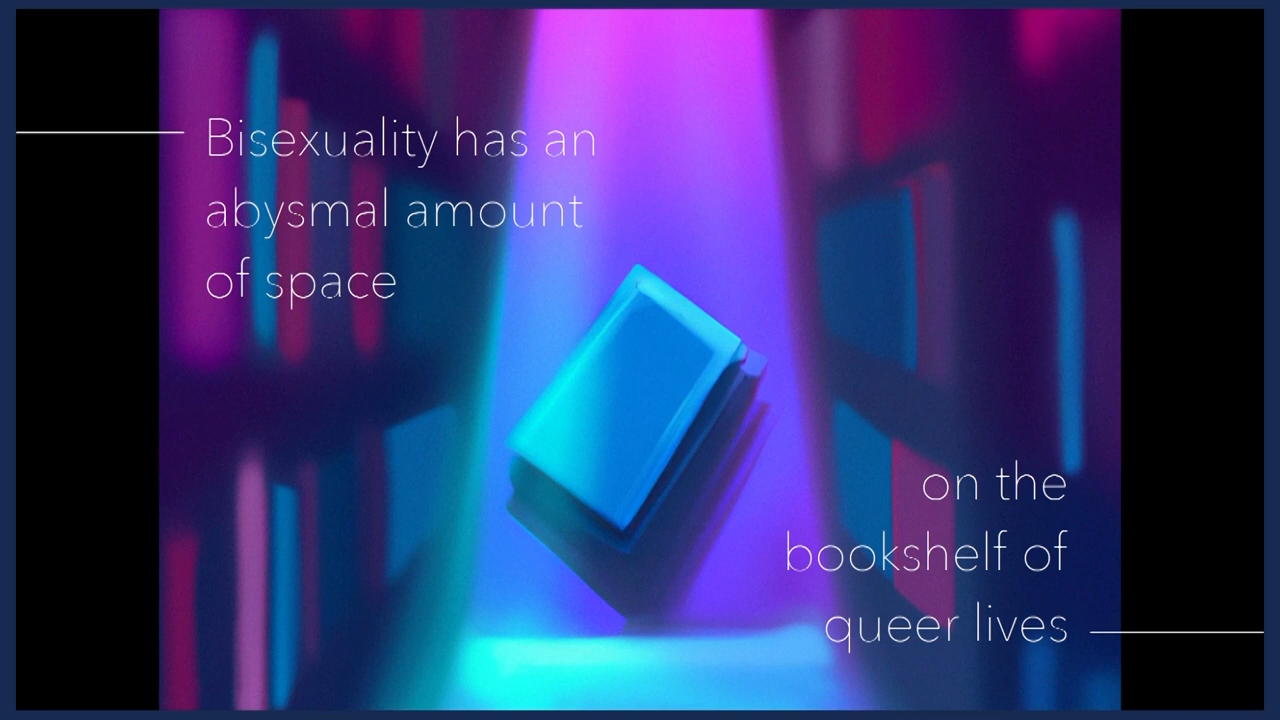 Bisexuality has an
abysmal amount
of space
on the
bookshelf of
queer lives